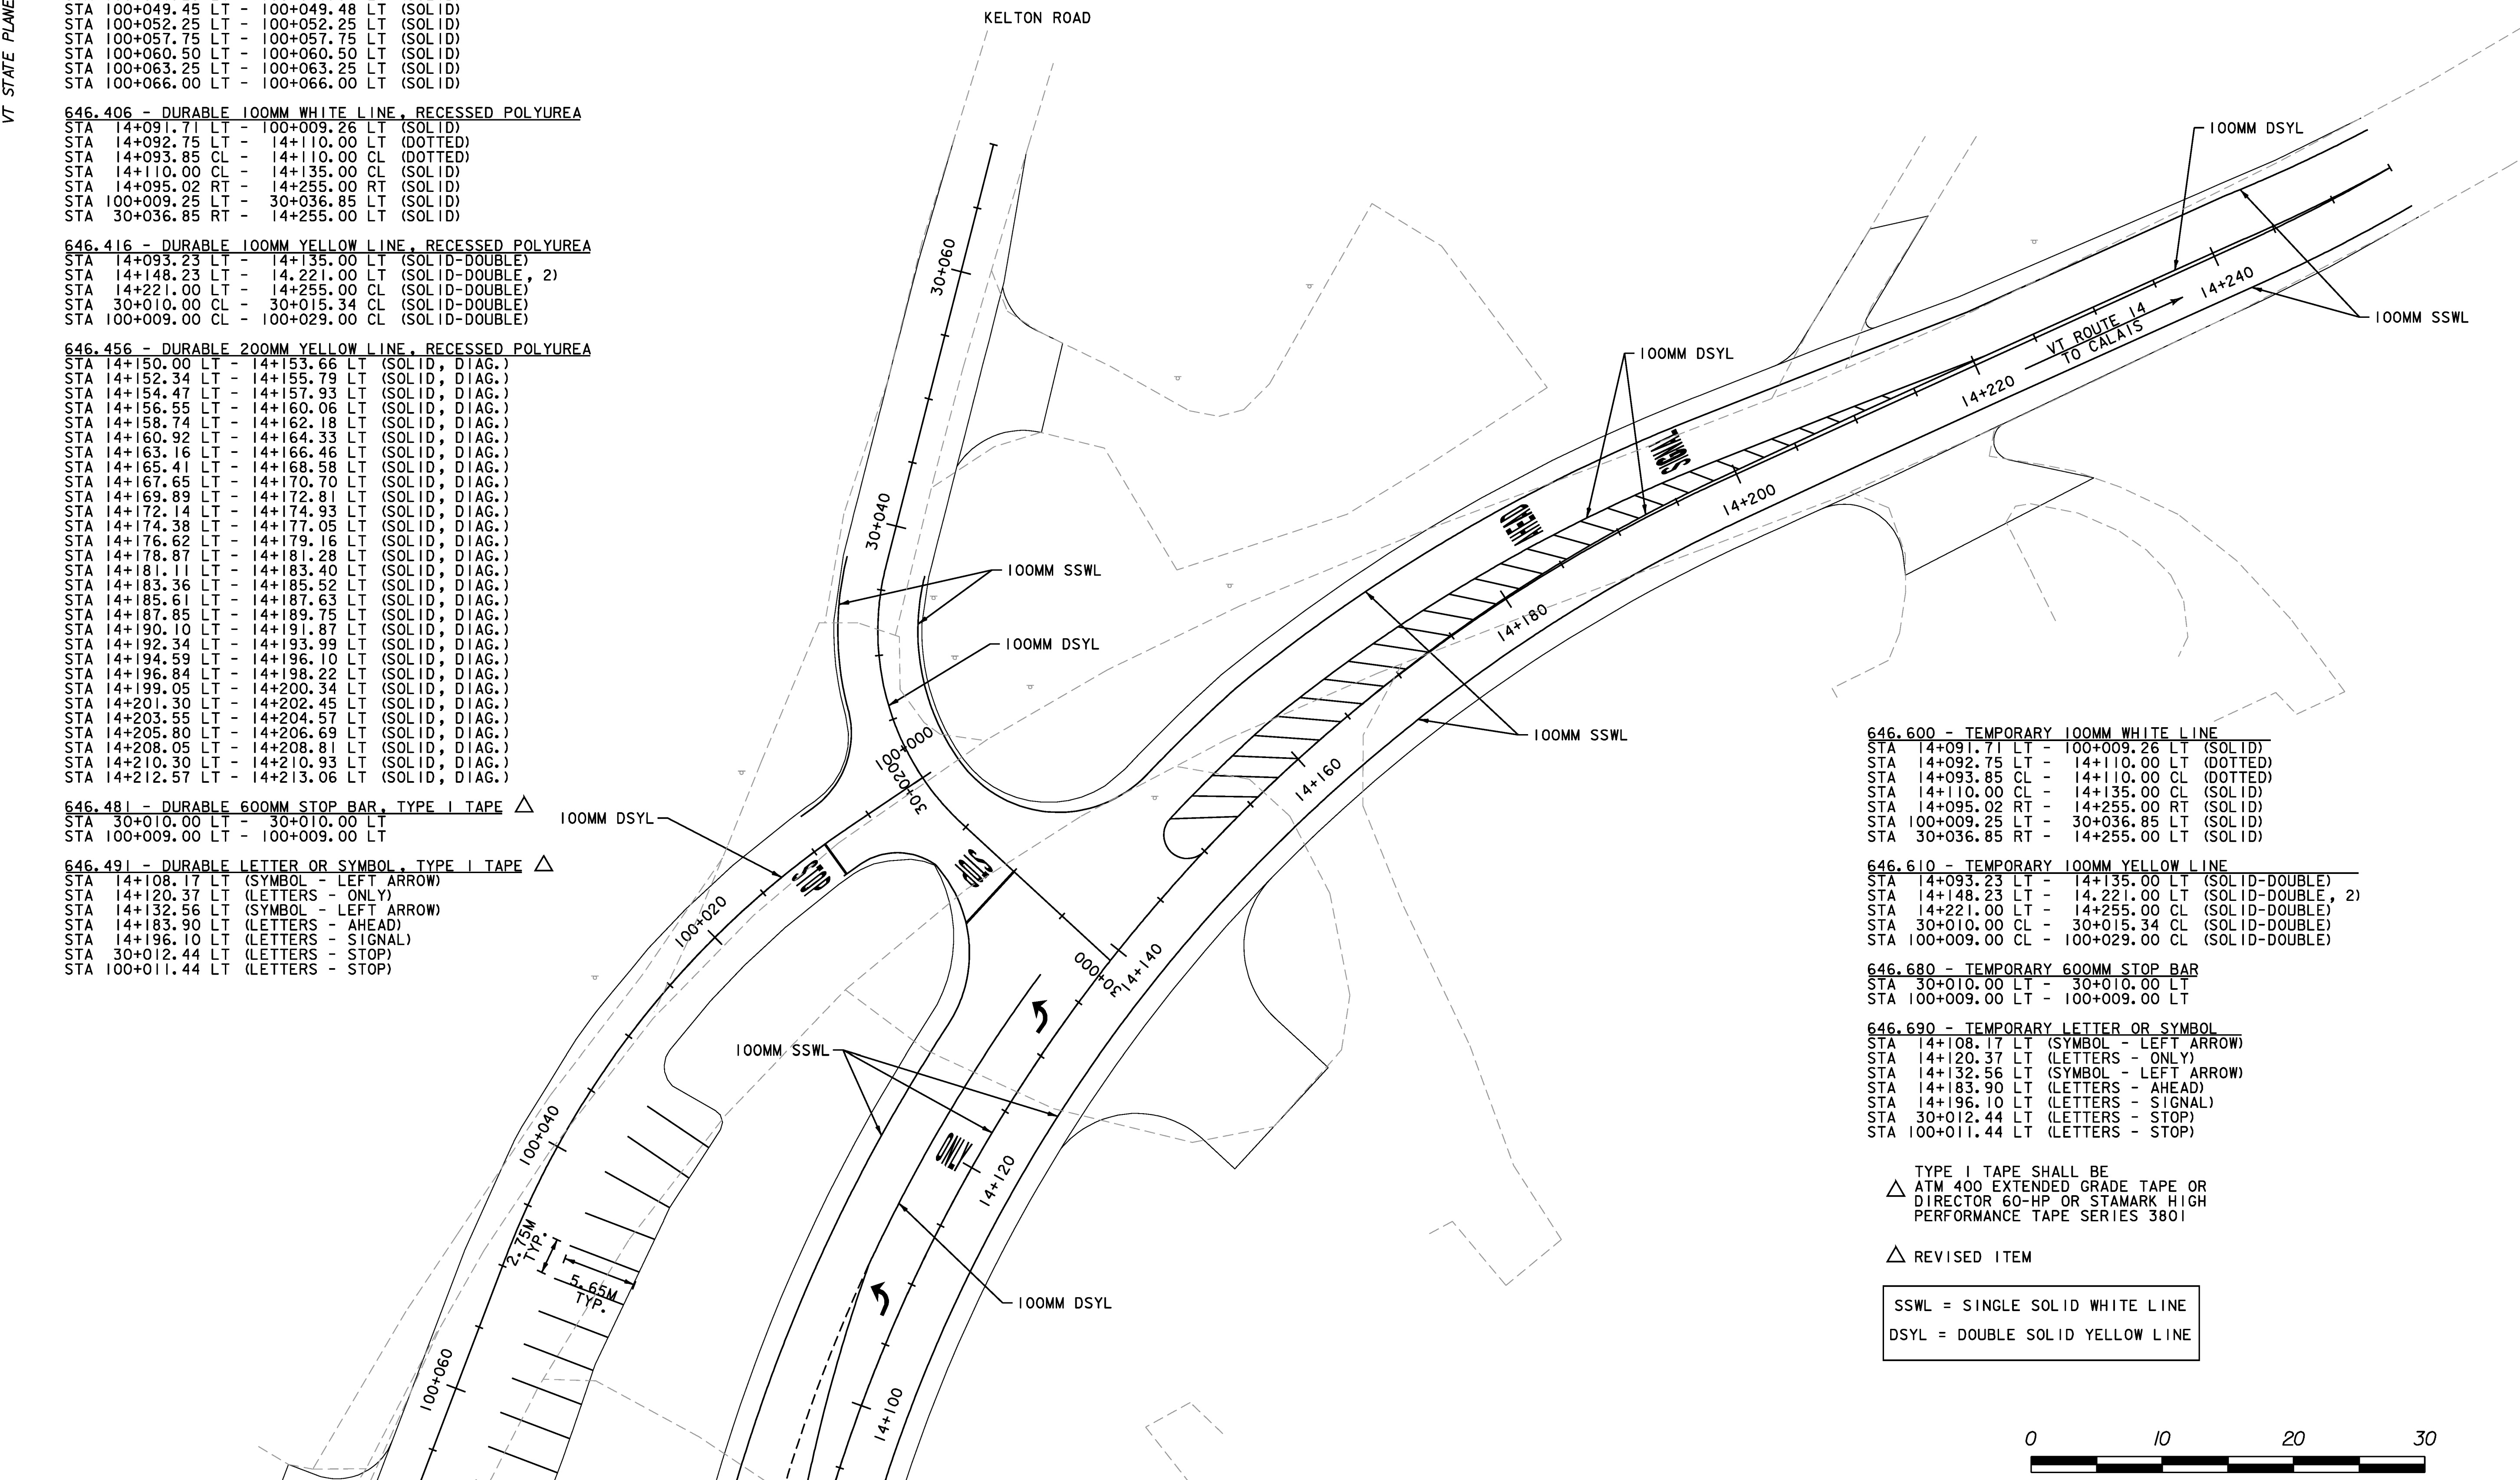 VT STATE PLANE
STA 100+049.45 LT - 100+049.48 LT (SOLID)
STA 100+052.25 LT - 100+052.25 LT (SOLID)
STA 100+057.75 LT - 100+057.75 LT (SOLID)
STA 100+060.50 LT - 100+060.50 LT (SOLID)
STA 100+063.25 LT - 100+063.25 LT (SOLID)
STA 100+066.00 LT - 100+066.00 LT (SOLID)
646.406 - DURABLE 100MM WHITE LINE, RECESSED POLYUREA
STA 14+091.71 LT - 100+009.26 LT (SOLID)
STA 14+092.75 LT - 14+110.00 LT (DOTTED)
STA 14+093.85 CL - 14+110.00 CL (DOTTED)
STA 14+110.00 CL - 14+135.00 CL (SOLID)
STA 14+095.02 RT - 14+255.00 RT (SOLID)
STA 100+009.25 LT - 30+036.85 LT (SOLID)
STA 30+036.85 RT - 14+255.00 LT (SOLID)
646.416 - DURABLE 100MM YELLOW LINE, RECESSED POLYUREA
STA 14+093.23 LT - 14+135.00 LT (SOLID-DOUBLE)
STA 14+148.23 LT - 14.221.00 LT (SOLID-DOUBLE, 2)
STA 14+221.00 LT - 14+255.00 CL (SOLID-DOUBLE)
STA 30+010.00 CL - 30+015.34 CL (SOLID-DOUBLE)
STA 100+009.00 CL - 100+029.00 CL (SOLID-DOUBLE)
646.456 - DURABLE 200MM YELLOW LINE, RECESSED POLYUREA
STA 14+150.00 LT - 14+153.66 LT (SOLID, DIAG.)
STA 14+152.34 LT - 14+155.79 LT (SOLID, DIAG.)
STA 14+154.47 LT - 14+157.93 LT (SOLID, DIAG.)
STA 14+156.55 LT - 14+160.06 LT (SOLID, DIAG.)
STA 14+158.74 LT - 14+162.18 LT (SOLID, DIAG.)
STA 14+160.92 LT - 14+164.33 LT (SOLID, DIAG.)
STA 14+163.16 LT - 14+166.46 LT (SOLID, DIAG.)
STA 14+165.41 LT - 14+168.58 LT (SOLID, DIAG.)
STA 14+167.65 LT - 14+170.70 LT (SOLID, DIAG.)
STA 14+169.89 LT - 14+172.81 LT (SOLID, DIAG.)
STA 14+172.14 LT - 14+174.93 LT (SOLID, DIAG.)
STA 14+174.38 LT - 14+177.05 LT (SOLID, DIAG.)
STA 14+176.62 LT - 14+179.16 LT (SOLID, DIAG.)
STA 14+178.87 LT - 14+181.28 LT (SOLID, DIAG.)
STA 14+181.11 LT - 14+183.40 LT (SOLID, DIAG.)
STA 14+183.36 LT - 14+185.52 LT (SOLID, DIAG.)
STA 14+185.61 LT - 14+187.63 LT (SOLID, DIAG.)
STA 14+187.85 LT - 14+189.75 LT (SOLID, DIAG.)
STA 14+190.10 LT - 14+191.87 LT (SOLID, DIAG.)
STA 14+192.34 LT - 14+193.99 LT (SOLID, DIAG.)
STA 14+194.59 LT - 14+196.10 LT (SOLID, DIAG.)
STA 14+196.84 LT - 14+198.22 LT (SOLID, DIAG.)
STA 14+199.05 LT - 14+200.34 LT (SOLID, DIAG.)
STA 14+201.30 LT - 14+202.45 LT (SOLID, DIAG.)
STA 14+203.55 LT - 14+204.57 LT (SOLID, DIAG.)
STA 14+205.80 LT - 14+206.69 LT (SOLID, DIAG.)
STA 14+208.05 LT - 14+208.81 LT (SOLID, DIAG.)
STA 14+210.30 LT - 14+210.93 LT (SOLID, DIAG.)
STA 14+212.57 LT - 14+213.06 LT (SOLID, DIAG.)
646.481 - DURABLE 600MM STOP BAR, TYPE I TAPE △
STA 30+010.00 LT - 30+010.00 LT
STA 100+009.00 LT - 100+009.00 LT
646.491 - DURABLE LETTER OR SYMBOL, TYPE I TAPE △
STA 14+108.17 LT (SYMBOL - LEFT ARROW)
STA 14+120.37 LT (LETTERS - ONLY)
STA 14+132.56 LT (SYMBOL - LEFT ARROW)
STA 14+183.90 LT (LETTERS - AHEAD)
STA 14+196.10 LT (LETTERS - SIGNAL)
STA 30+012.44 LT (LETTERS - STOP)
STA 100+011.44 LT (LETTERS - STOP)
KELTON ROAD
30+060
30+040
100MM SSWL
100MM DSYL
100+000
30+020
100MM DSYL
STOP
STOP
100+020
30+000
14+140
100MM SSWL
100+040
ONLY
14+120
2.75M
TYP.
5.65M
TYP.
100MM DSYL
100+060
14+100
100MM DSYL
100MM SSWL
14+240
VT ROUTE 14
TO CALAIS
14+220
100MM DSYL
SIGNAL
AHEAD
14+200
14+180
100MM SSWL
14+160
646.600 - TEMPORARY 100MM WHITE LINE
STA 14+091.71 LT - 100+009.26 LT (SOLID)
STA 14+092.75 LT - 14+110.00 LT (DOTTED)
STA 14+093.85 CL - 14+110.00 CL (DOTTED)
STA 14+110.00 CL - 14+135.00 CL (SOLID)
STA 14+095.02 RT - 14+255.00 RT (SOLID)
STA 100+009.25 LT - 30+036.85 LT (SOLID)
STA 30+036.85 RT - 14+255.00 LT (SOLID)
646.610 - TEMPORARY 100MM YELLOW LINE
STA 14+093.23 LT - 14+135.00 LT (SOLID-DOUBLE)
STA 14+148.23 LT - 14.221.00 LT (SOLID-DOUBLE, 2)
STA 14+221.00 LT - 14+255.00 CL (SOLID-DOUBLE)
STA 30+010.00 CL - 30+015.34 CL (SOLID-DOUBLE)
STA 100+009.00 CL - 100+029.00 CL (SOLID-DOUBLE)
646.680 - TEMPORARY 600MM STOP BAR
STA 30+010.00 LT - 30+010.00 LT
STA 100+009.00 LT - 100+009.00 LT
646.690 - TEMPORARY LETTER OR SYMBOL
STA 14+108.17 LT (SYMBOL - LEFT ARROW)
STA 14+120.37 LT (LETTERS - ONLY)
STA 14+132.56 LT (SYMBOL - LEFT ARROW)
STA 14+183.90 LT (LETTERS - AHEAD)
STA 14+196.10 LT (LETTERS - SIGNAL)
STA 30+012.44 LT (LETTERS - STOP)
STA 100+011.44 LT (LETTERS - STOP)
TYPE I TAPE SHALL BE
△ ATM 400 EXTENDED GRADE TAPE OR
DIRECTOR 60-HP OR STAMARK HIGH
PERFORMANCE TAPE SERIES 3801
△ REVISED ITEM
SSWL = SINGLE SOLID WHITE LINE
DSYL = DOUBLE SOLID YELLOW LINE
0 10 20 30